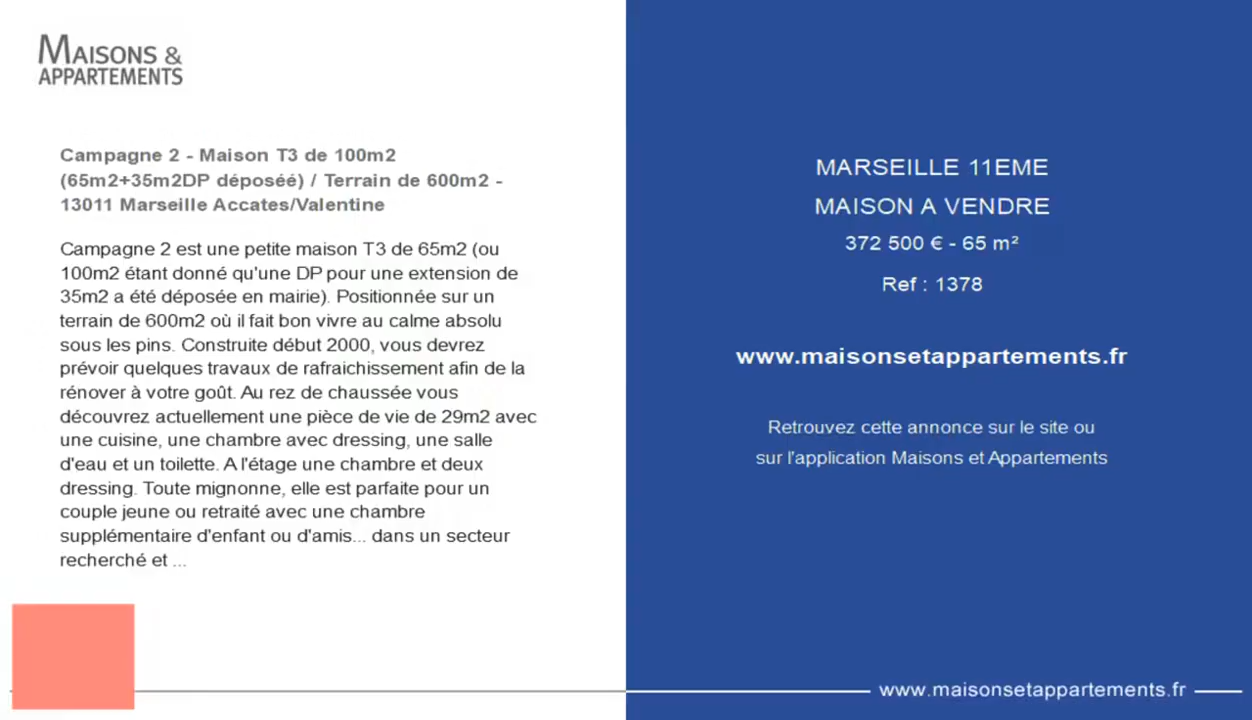 MAISONS &
APPARTEMENTS
Campagne 2 - Maison T3 de 100m2
(65m2+35m2DP déposéé) / Terrain de 600m2 -
13011 Marseille Accates/Valentine
Campagne 2 est une petite maison T3 de 65m2 (ou
100m2 étant donné qu'une DP pour une extension de
35m2 a été déposée en mairie). Positionnée sur un
terrain de 600m2 où il fait bon vivre au calme absolu
sous les pins. Construite début 2000, vous devrez
prévoir quelques travaux de rafraichissement afin de la
rénover à votre goût. Au rez de chaussée vous
découvrez actuellement une pièce de vie de 29m2 avec
une cuisine, une chambre avec dressing, une salle
d'eau et un toilette. A l'étage une chambre et deux
dressing. Toute mignonne, elle est parfaite pour un
couple jeune ou retraité avec une chambre
supplémentaire d'enfant ou d'amis... dans un secteur
recherché et ...
MARSEILLE 11EME
MAISON A VENDRE
372 500 € - 65 m²
Ref : 1378
www.maisonsetappartements.fr
Retrouvez cette annonce sur le site ou
sur l'application Maisons et Appartements
www.maisonsetappartements.fr